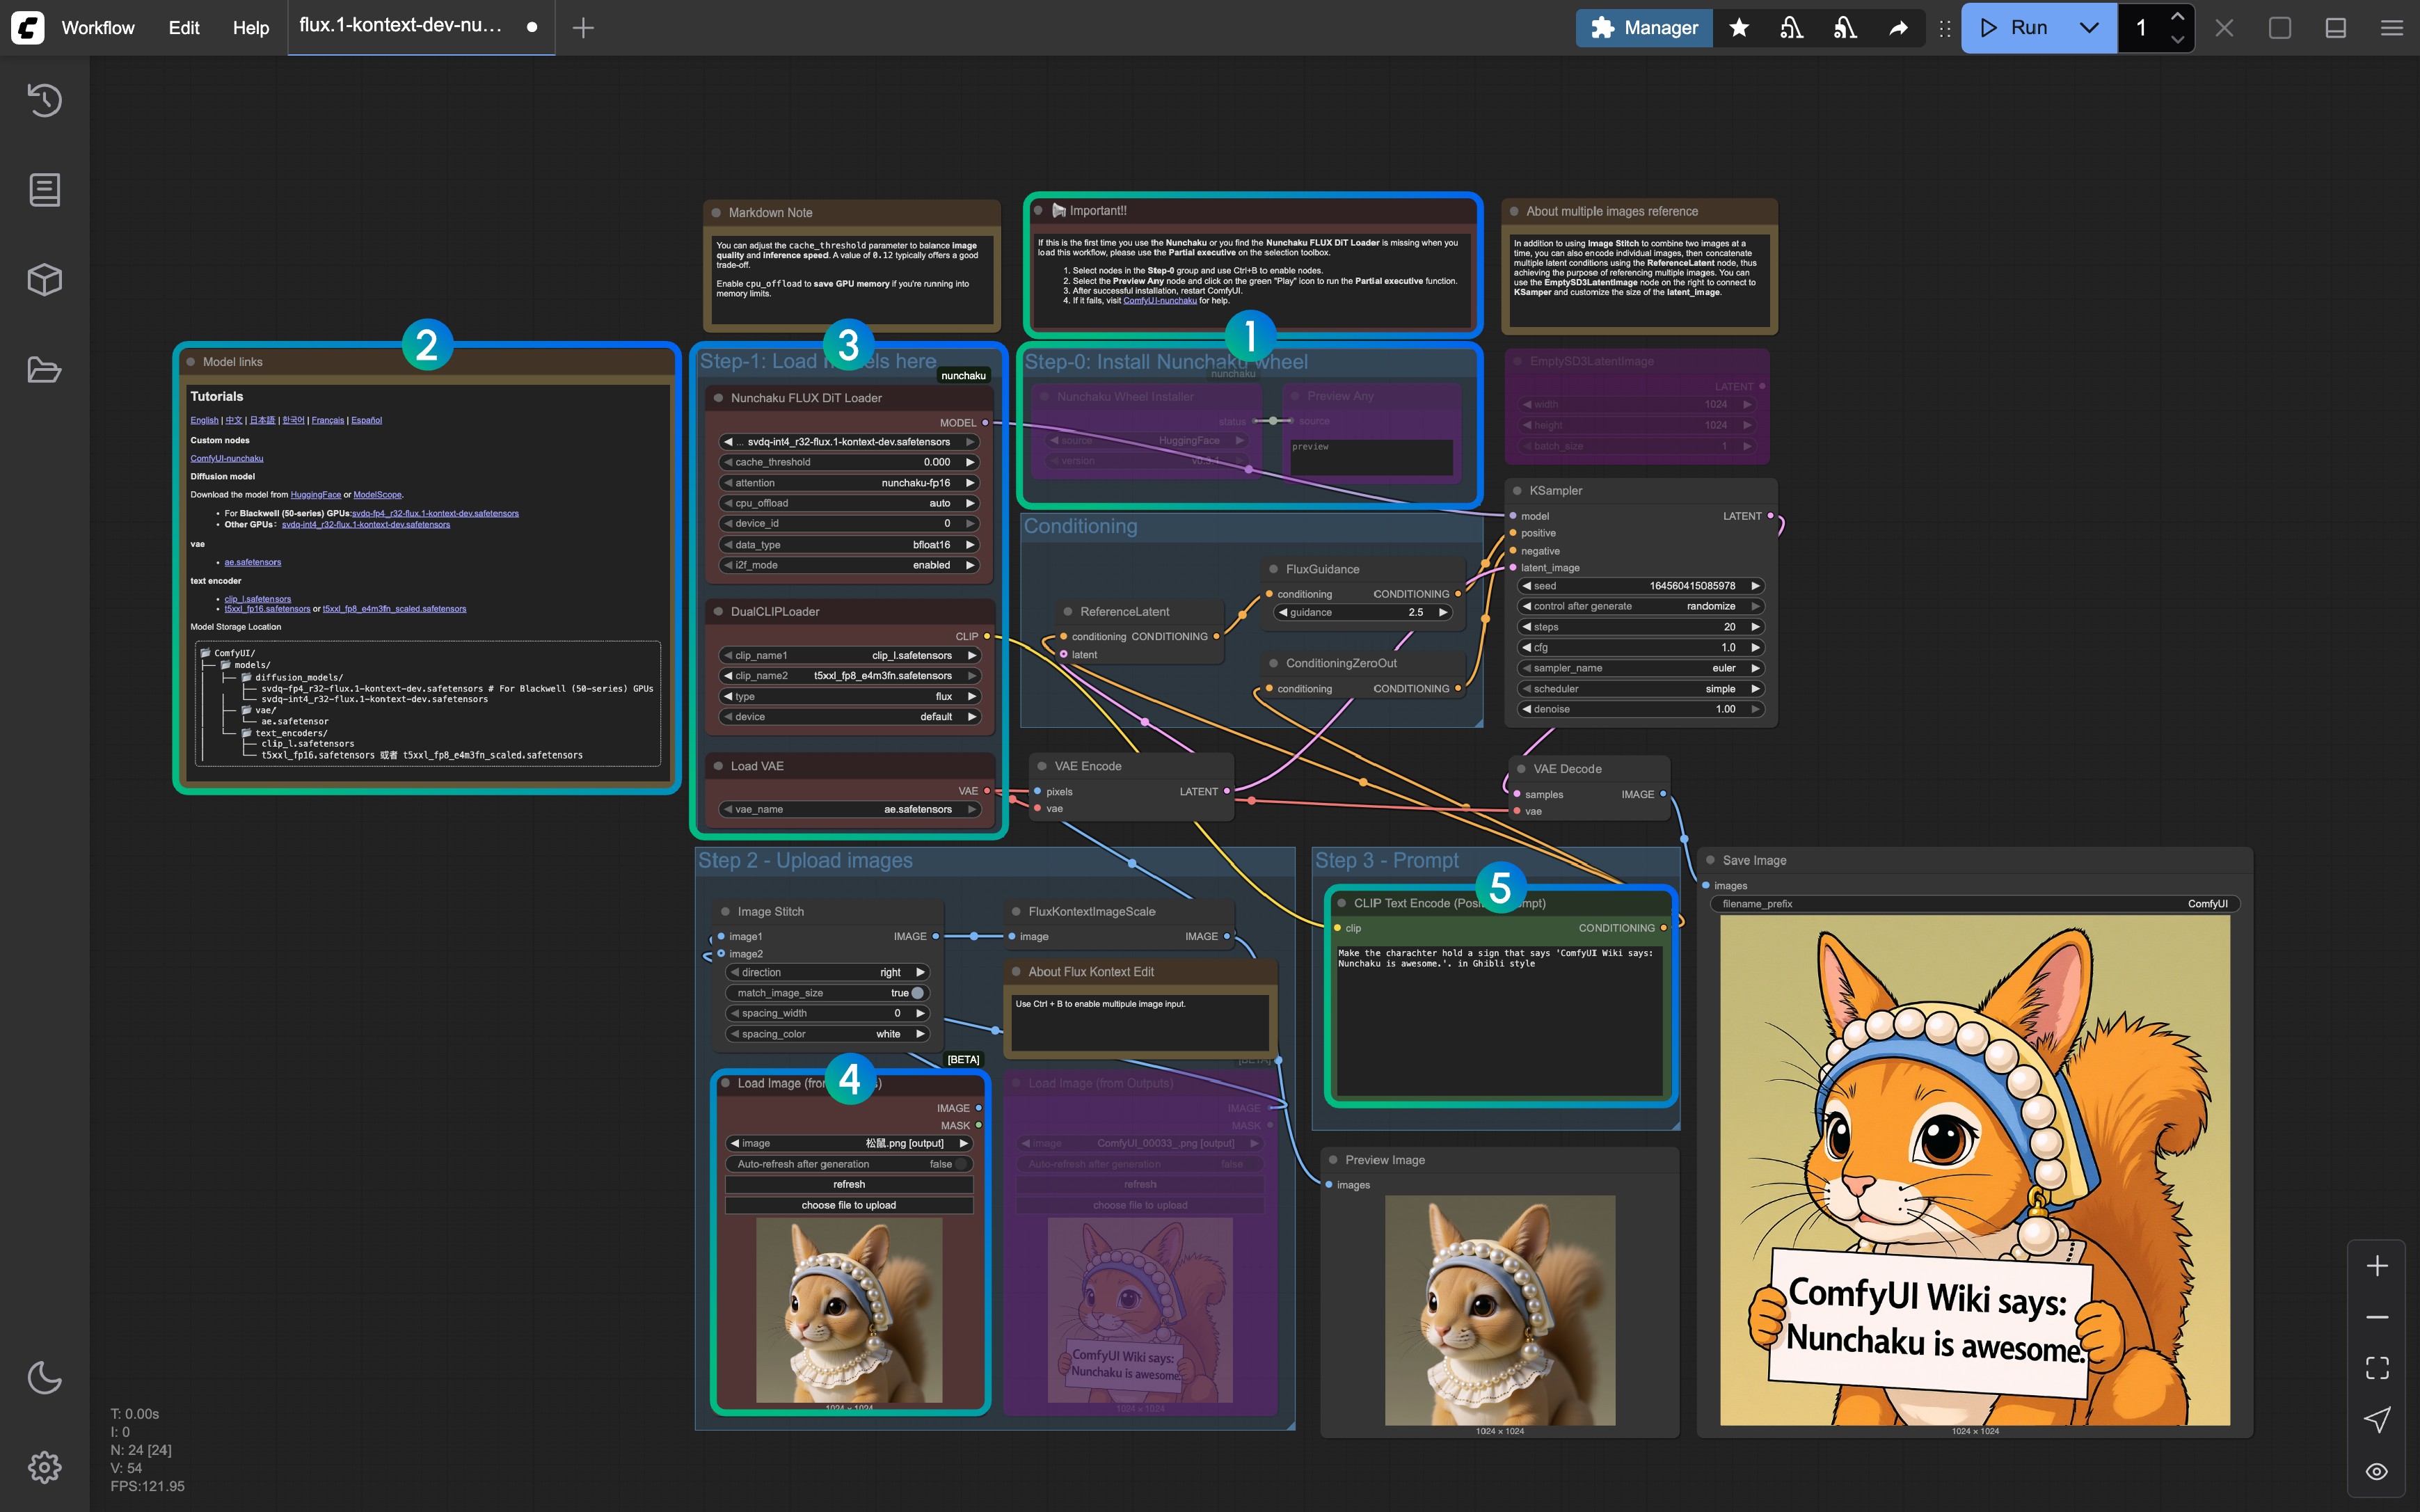 Workflow
Edit
Help
flux.1-kontext-dev-nu...
Manager
Run
1
Markdown Note
You can adjust the cache_threshold parameter to balance image
quality and inference speed. A value of 0.12 typically offers a good
trade-off.
Enable cpu_offload to save GPU memory if you're running into
memory limits.
Important!!
If this is the first time you use the Nunchaku or you find the Nunchaku FLUX DiT Loader is missing when you
load this workflow, please use the Partial executive on the selection toolbox.
1. Select nodes in the Step-0 group and use Ctrl+B to enable nodes.
2. Select the Preview Any node and click on the green "Play" icon to run the Partial executive function.
3. After successful installation, restart ComfyUI.
4. If it fails, visit ComfyUI-nunchaku for help.
About multiple images reference
In addition to using Image Stitch to combine two images at a
time, you can also encode individual images, then concatenate
multiple latent conditions using the ReferenceLatent node, thus
achieving the purpose of referencing multiple images. You can
use the EmptySD3LatentImage node on the right to connect to
KSamper and customize the size of the latent_image.
2
Model links
Tutorials
English | 中文 | 日本語 | 한국어 | Français | Español
Custom nodes
ComfyUI-nunchaku
Diffusion model
Download the model from HuggingFace or ModelScope.
• For Blackwell (50-series) GPUs:svdq-fp4_r32-flux.1-kontext-dev.safetensors
• Other GPUs: svdq-int4_r32-flux.1-kontext-dev.safetensors
vae
• ae.safetensors
text encoder
• clip_l.safetensors
• t5xxl_fp16.safetensors or t5xxl_fp8_e4m3fn_scaled.safetensors
Model Storage Location
ComfyUI/
models/
diffusion_models/
svdq-fp4_r32-flux.1-kontext-dev.safetensors # For Blackwell (50-series) GPUs
svdq-int4_r32-flux.1-kontext-dev.safetensors
vae/
ae.safetensor
text_encoders/
clip_l.safetensors
t5xxl_fp16.safetensors 或者 t5xxl_fp8_e4m3fn_scaled.safetensors
3
Step-1: Load models here
nunchaku
Nunchaku FLUX DiT Loader
MODEL
... svdq-int4_r32-flux.1-kontext-dev.safetensors
cache_threshold 0.000
attention nunchaku-fp16
cpu_offload auto
device_id 0
data_type bfloat16
i2f_mode enabled
DualCLIPLoader
CLIP
clip_name1 clip_l.safetensors
clip_name2 t5xxl_fp8_e4m3fn.safetensors
type flux
device default
Load VAE
VAE
vae_name ae.safetensors
1
Step-0: Install Nunchaku wheel
nunchaku
Nunchaku Wheel Installer
status
source HuggingFace
version v0.3.1
Preview Any
source
preview
EmptySD3LatentImage
LATENT
width 1024
height 1024
batch_size 1
Conditioning
ReferenceLatent
conditioning CONDITIONING
latent
FluxGuidance
conditioning CONDITIONING
guidance 2.5
ConditioningZeroOut
conditioning CONDITIONING
KSampler
model LATENT
positive
negative
latent_image
seed 164560415085978
control after generate randomize
steps 20
cfg 1.0
sampler_name euler
scheduler simple
denoise 1.00
VAE Encode
pixels LATENT
vae
VAE Decode
samples IMAGE
vae
Step 2 - Upload images
Image Stitch
image1 IMAGE
image2
direction right
match_image_size true
spacing_width 0
spacing_color white
FluxKontextImageScale
image IMAGE
About Flux Kontext Edit
Use Ctrl + B to enable multipule image input.
[BETA]
4
Load Image (from
IMAGE
MASK
image 松鼠.png [output]
Auto-refresh after generation false
refresh
choose file to upload
1024 × 1024
[BETA]
Load Image (from Outputs)
IMAGE
MASK
image ComfyUI_00033_.png [output]
Auto-refresh after generation false
refresh
choose file to upload
ComfyUI Wiki says:
Nunchaku is awesome.
1024 × 1024
Step 3 - Prompt
5
CLIP Text Encode (Positive Prompt)
clip CONDITIONING
Make the charachter hold a sign that says 'ComfyUI Wiki says:
Nunchaku is awesome.'. in Ghibli style
Preview Image
images
1024 × 1024
Save Image
images
filename_prefix ComfyUI
ComfyUI Wiki says:
Nunchaku is awesome.
1024 × 1024
T: 0.00s
I: 0
N: 24 [24]
V: 54
FPS:121.95